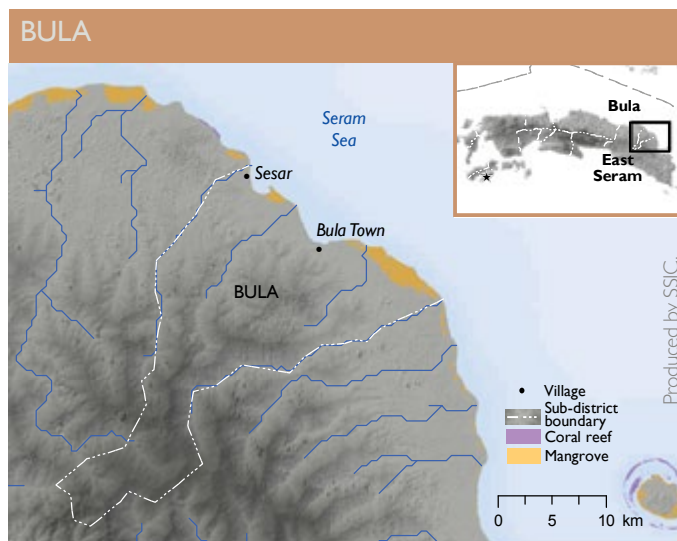 BULA
Bula
East
Seram
Seram
Sea
Sesar
Bula Town
BULA
Produced by SSIC..
Village
Sub-district
boundary
Coral reef
Mangrove
0 5 10 km